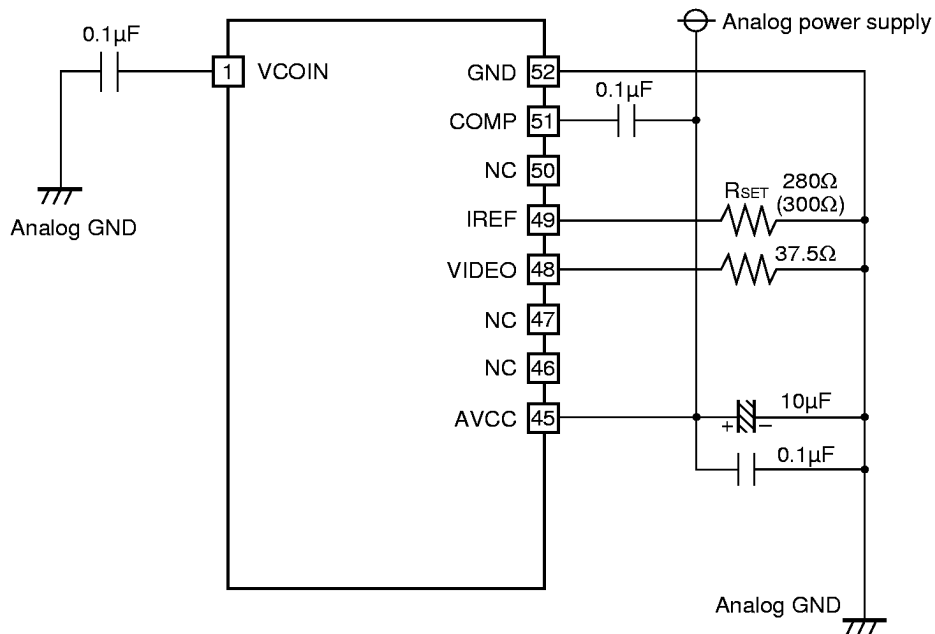 Analog power supply
0.1µF
1 VCOIN
GND 52
0.1µF
COMP 51
NC 50
280Ω
RSET
(300Ω)
IREF 49
Analog GND
37.5Ω
VIDEO 48
NC 47
NC 46
10µF
AVCC 45
+ −
0.1µF
Analog GND